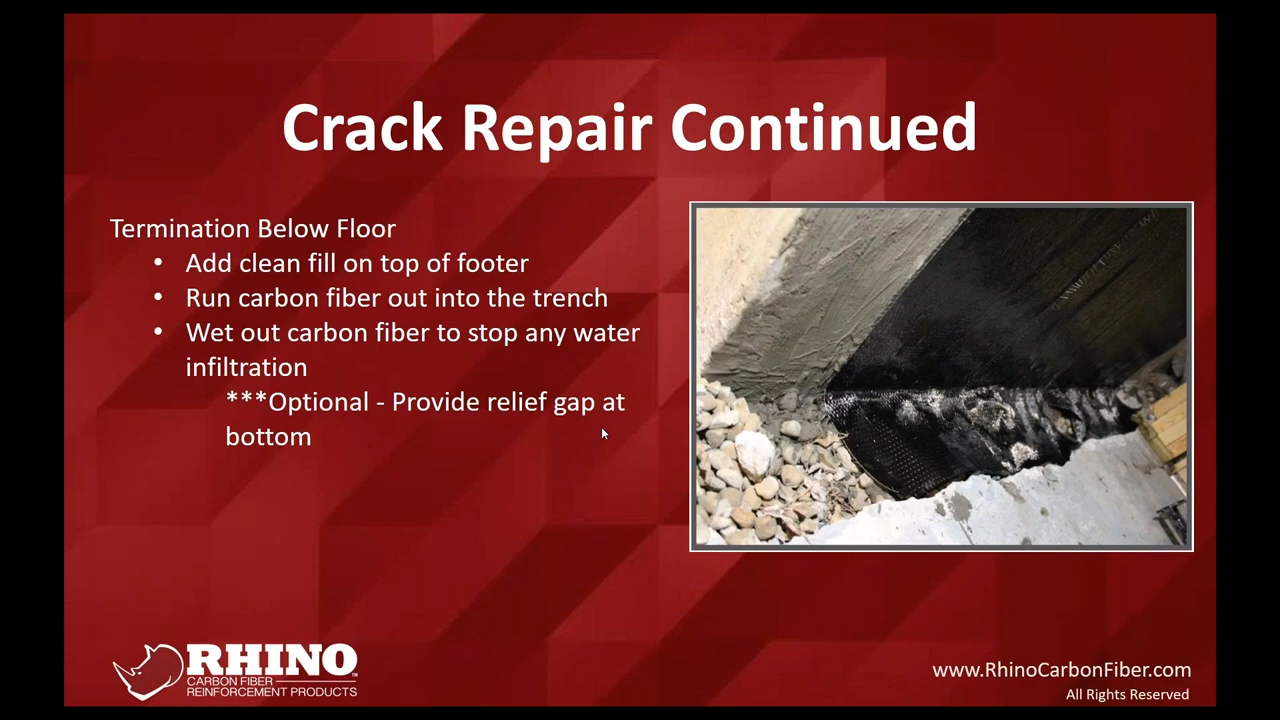 Crack Repair Continued
Termination Below Floor
• Add clean fill on top of footer
• Run carbon fiber out into the trench
• Wet out carbon fiber to stop any water
infiltration
***Optional - Provide relief gap at
bottom
RHINO™
CARBON FIBER
REINFORCEMENT PRODUCTS
www.RhinoCarbonFiber.com
All Rights Reserved